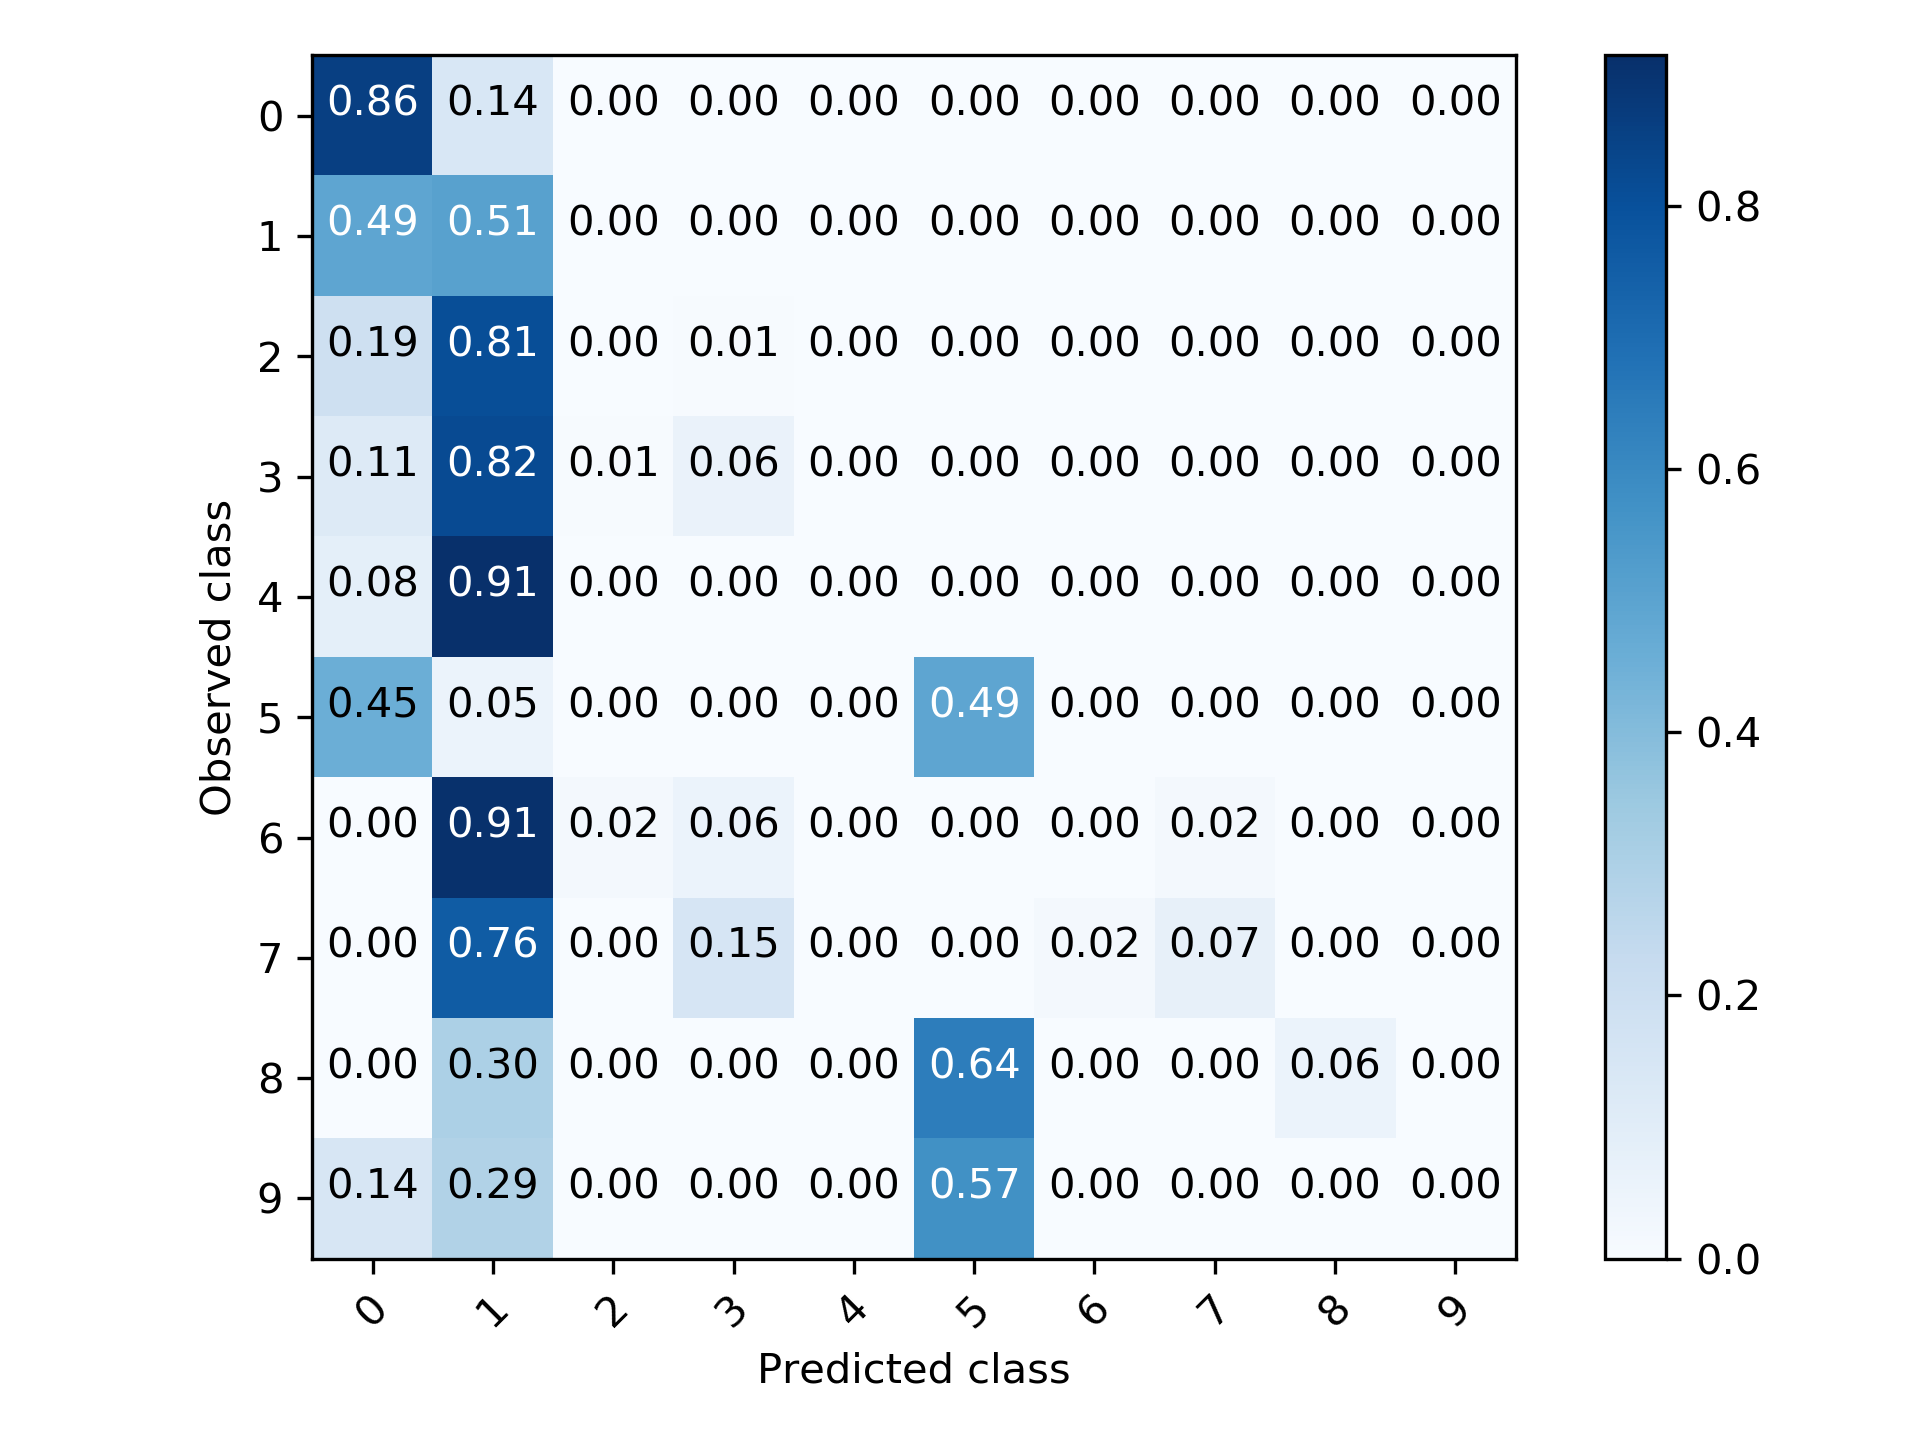 0 0.86 0.14 0.00 0.00 0.00 0.00 0.00 0.00 0.00 0.00
1 0.49 0.51 0.00 0.00 0.00 0.00 0.00 0.00 0.00 0.00
2 0.19 0.81 0.00 0.01 0.00 0.00 0.00 0.00 0.00 0.00
3 0.11 0.82 0.01 0.06 0.00 0.00 0.00 0.00 0.00 0.00
4 0.08 0.91 0.00 0.00 0.00 0.00 0.00 0.00 0.00 0.00
5 0.45 0.05 0.00 0.00 0.00 0.49 0.00 0.00 0.00 0.00
6 0.00 0.91 0.02 0.06 0.00 0.00 0.00 0.02 0.00 0.00
7 0.00 0.76 0.00 0.15 0.00 0.00 0.02 0.07 0.00 0.00
8 0.00 0.30 0.00 0.00 0.00 0.64 0.00 0.00 0.06 0.00
9 0.14 0.29 0.00 0.00 0.00 0.57 0.00 0.00 0.00 0.00
0 1 2 3 4 5 6 7 8 9
Predicted class
Observed class
0.8
0.6
0.4
0.2
0.0